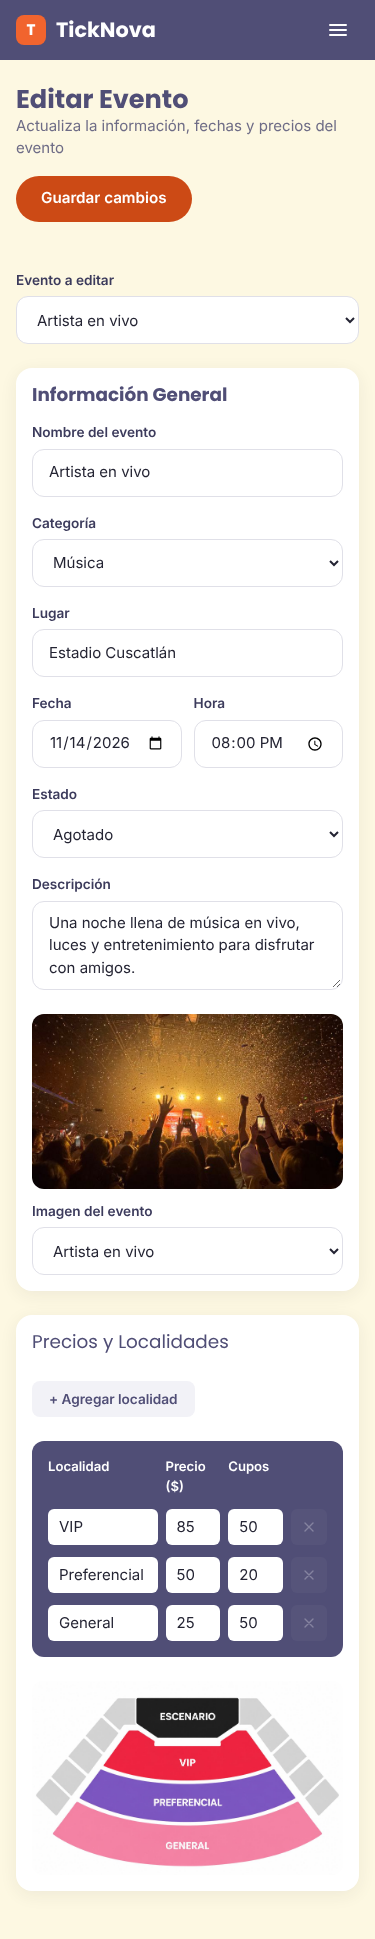 T TickNova
Editar Evento
Actualiza la información, fechas y precios del
evento
Guardar cambios
Evento a editar
Artista en vivo
Información General
Nombre del evento
Artista en vivo
Categoría
Música
Lugar
Estadio Cuscatlán
Fecha Hora
11/14/2026 08:00 PM
Estado
Agotado
Descripción
Una noche llena de música en vivo,
luces y entretenimiento para disfrutar
con amigos.
Imagen del evento
Artista en vivo
Precios y Localidades
+ Agregar localidad
Localidad Precio ($) Cupos
VIP 85 50 ×
Preferencial 50 20 ×
General 25 50 ×
ESCENARIO
VIP
PREFERENCIAL
GENERAL